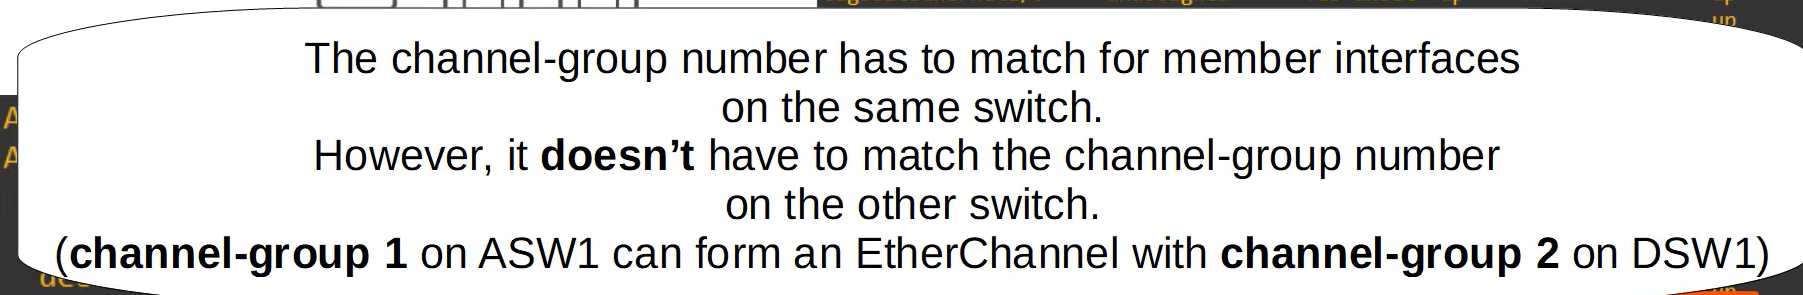 up
The channel-group number has to match for member interfaces
on the same switch.
However, it doesn’t have to match the channel-group number
on the other switch.
(channel-group 1 on ASW1 can form an EtherChannel with channel-group 2 on DSW1)